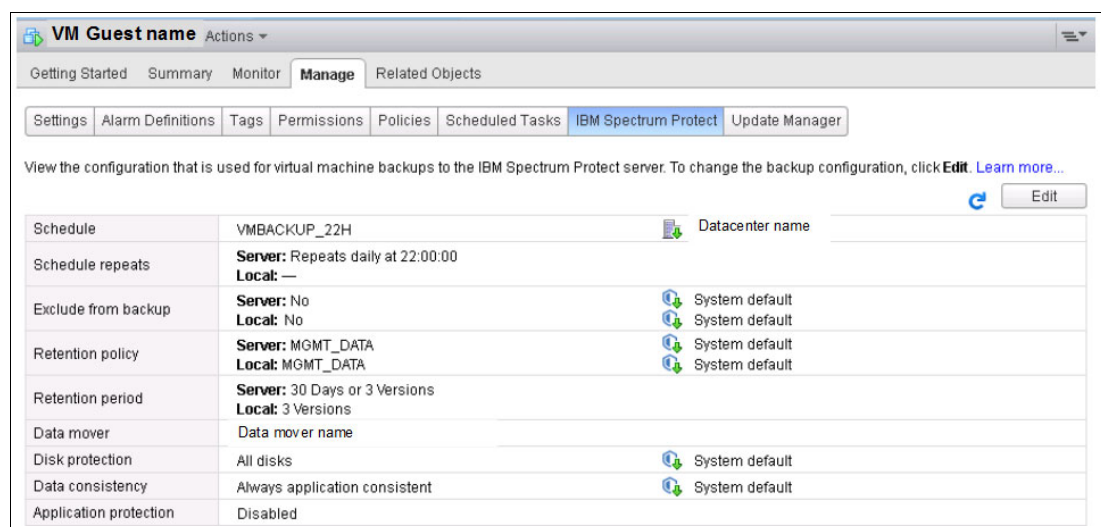 VM Guest name Actions
Getting Started Summary Monitor Manage Related Objects
Settings Alarm Definitions Tags Permissions Policies Scheduled Tasks IBM Spectrum Protect Update Manager
View the configuration that is used for virtual machine backups to the IBM Spectrum Protect server. To change the backup configuration, click Edit. Learn more...
Edit
Schedule VMBACKUP_22H Datacenter name
Schedule repeats Server: Repeats daily at 22:00:00
Local: —
Exclude from backup Server: No System default
Local: No System default
Retention policy Server: MGMT_DATA System default
Local: MGMT_DATA System default
Retention period Server: 30 Days or 3 Versions
Local: 3 Versions
Data mover Data mover name
Disk protection All disks System default
Data consistency Always application consistent System default
Application protection Disabled